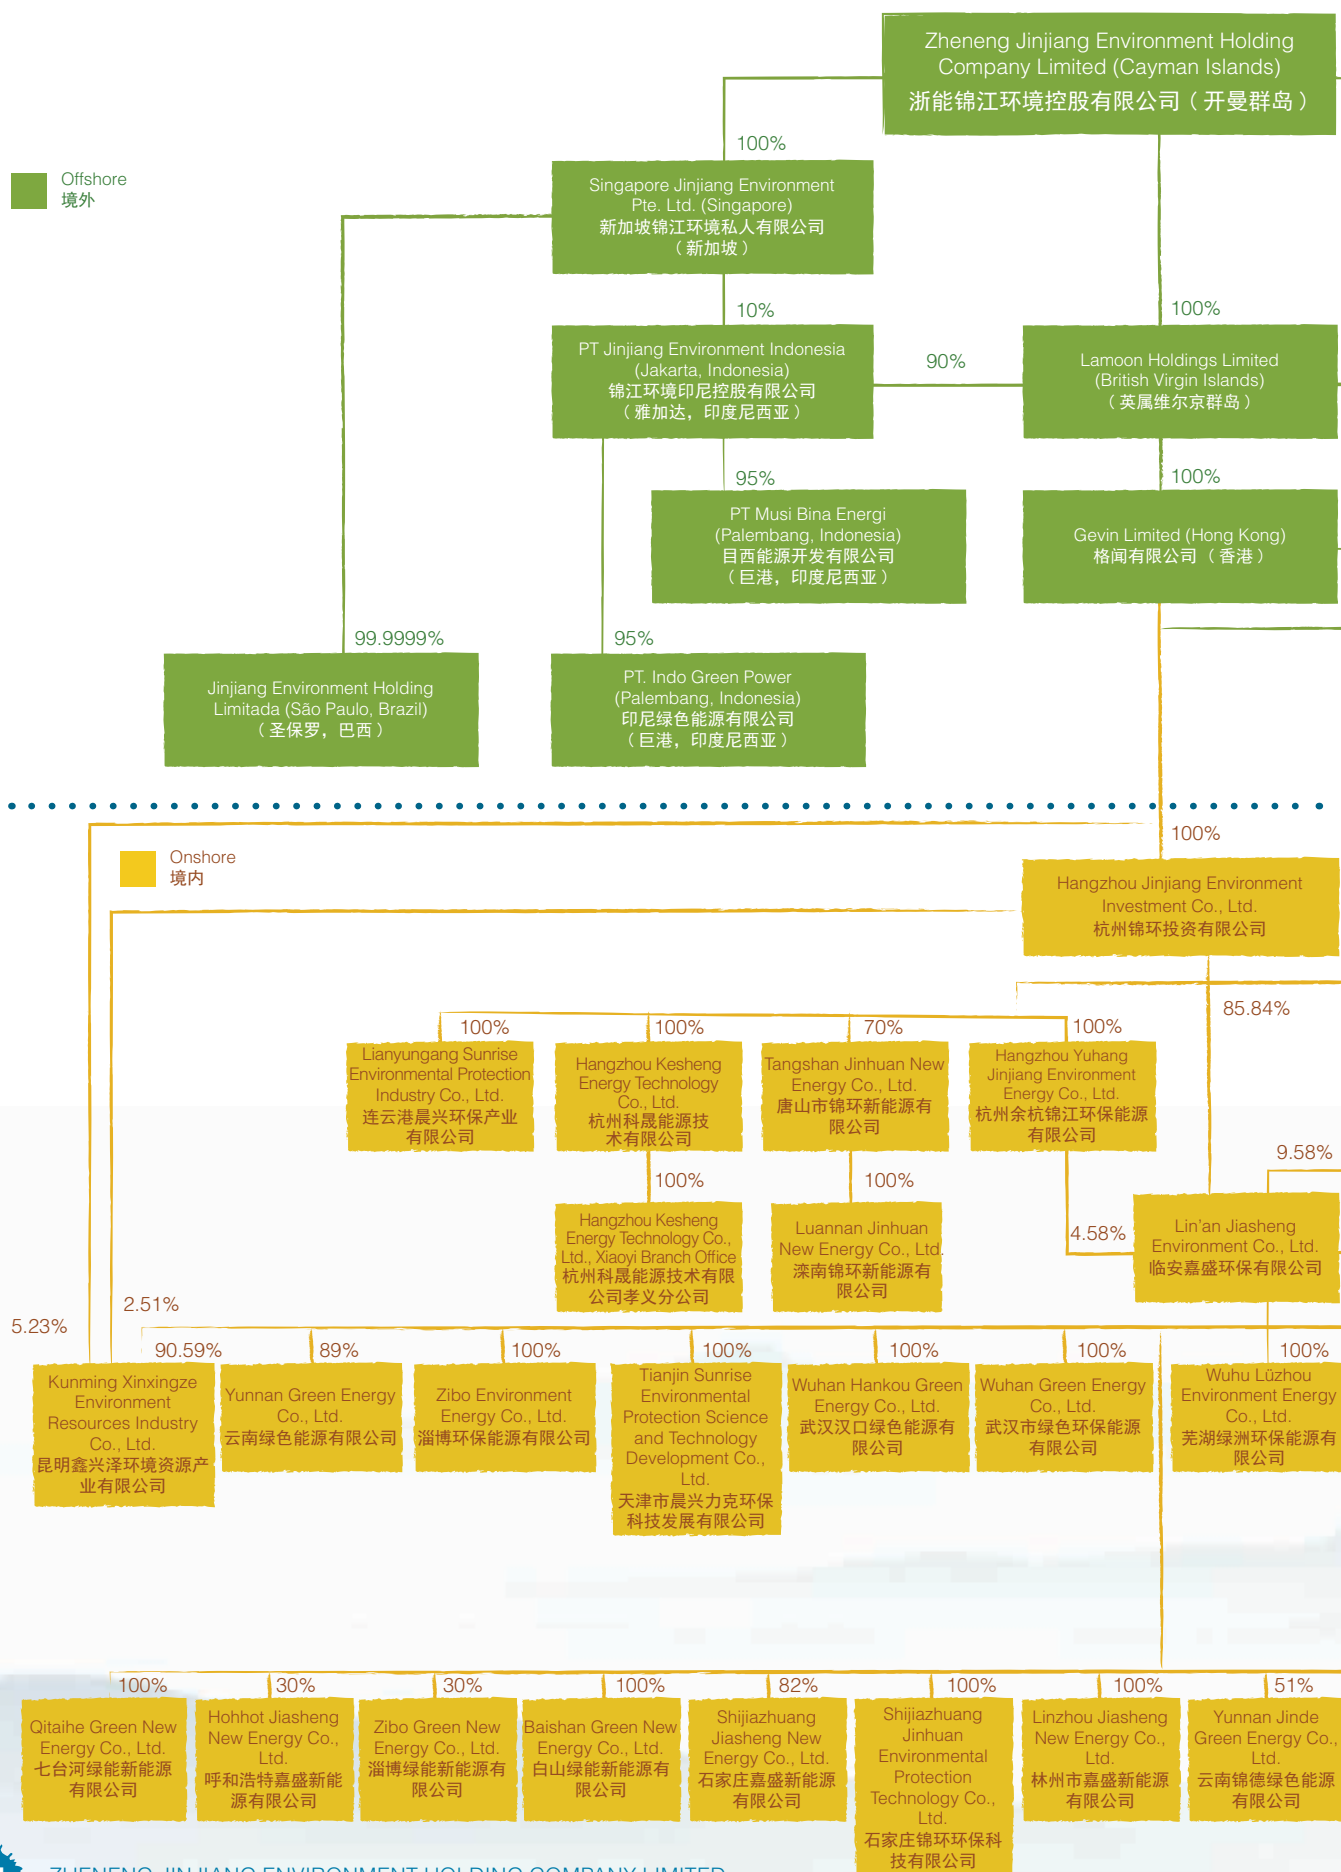 Zheneng Jinjiang Environment Holding
Company Limited (Cayman Islands)
浙能锦江环境控股有限公司（开曼群岛）
Offshore
境外
100%
Singapore Jinjiang Environment
Pte. Ltd. (Singapore)
新加坡锦江环境私人有限公司
（新加坡）
10%
100%
PT Jinjiang Environment Indonesia
(Jakarta, Indonesia)
锦江环境印尼控股有限公司
（雅加达，印度尼西亚）
90%
Lamoon Holdings Limited
(British Virgin Islands)
（英属维尔京群岛）
95%
100%
PT Musi Bina Energi
(Palembang, Indonesia)
目西能源开发有限公司
（巨港，印度尼西亚）
Gevin Limited (Hong Kong)
格闻有限公司（香港）
99.9999%
95%
Jinjiang Environment Holding
Limitada (São Paulo, Brazil)
（圣保罗，巴西）
PT. Indo Green Power
(Palembang, Indonesia)
印尼绿色能源有限公司
（巨港，印度尼西亚）
100%
Onshore
境内
Hangzhou Jinjiang Environment
Investment Co., Ltd.
杭州锦环投资有限公司
85.84%
100%
Lianyungang Sunrise
Environmental Protection
Industry Co., Ltd.
连云港晨兴环保产业
有限公司
100%
Hangzhou Kesheng
Energy Technology
Co., Ltd.
杭州科晟能源技
术有限公司
70%
Tangshan Jinhuan New
Energy Co., Ltd.
唐山市锦环新能源有
限公司
100%
Hangzhou Yuhang
Jinjiang Environment
Energy Co., Ltd.
杭州余杭锦江环保能源
有限公司
9.58%
100%
Hangzhou Kesheng
Energy Technology Co.,
Ltd., Xiaoyi Branch Office
杭州科晟能源技术有限
公司孝义分公司
100%
Luannan Jinhuan
New Energy Co., Ltd.
滦南锦环新能源有
限公司
4.58%
Lin'an Jiasheng
Environment Co., Ltd.
临安嘉盛环保有限公司
2.51%
5.23%
90.59%
Kunming Xinxingze
Environment
Resources Industry
Co., Ltd.
昆明鑫兴泽环境资源产
业有限公司
89%
Yunnan Green Energy
Co., Ltd.
云南绿色能源有限公司
100%
Zibo Environment
Energy Co., Ltd.
淄博环保能源有限公司
100%
Tianjin Sunrise
Environmental
Protection Science
and Technology
Development Co.,
Ltd.
天津市晨兴力克环保
科技发展有限公司
100%
Wuhan Hankou Green
Energy Co., Ltd.
武汉汉口绿色能源有
限公司
100%
Wuhan Green Energy
Co., Ltd.
武汉市绿色环保能源
有限公司
100%
Wuhu Lüzhou
Environment Energy
Co., Ltd.
芜湖绿洲环保能源有
限公司
100%
Qitaihe Green New
Energy Co., Ltd.
七台河绿能新能源
有限公司
30%
Hohhot Jiasheng
New Energy Co.,
Ltd.
呼和浩特嘉盛新能
源有限公司
30%
Zibo Green New
Energy Co., Ltd.
淄博绿能新能源有
限公司
100%
Baishan Green New
Energy Co., Ltd.
白山绿能新能源有
限公司
82%
Shijiazhuang
Jiasheng New
Energy Co., Ltd.
石家庄嘉盛新能源
有限公司
100%
Shijiazhuang
Jinhuan
Environmental
Protection
Technology Co.,
Ltd.
石家庄锦环环保科
技有限公司
100%
Linzhou Jiasheng
New Energy Co.,
Ltd.
林州市嘉盛新能源
有限公司
51%
Yunnan Jinde
Green Energy Co.,
Ltd.
云南锦德绿色能源
有限公司
ZHENENG JINJIANG ENVIRONMENT HOLDING COMPANY LIMITED